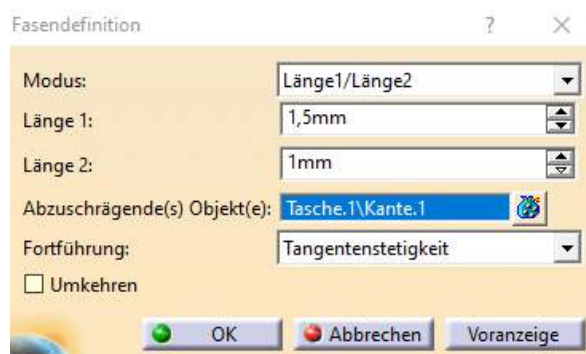 Fasendefinition ? ×
Modus: Länge1/Länge2
Länge 1: 1,5mm
Länge 2: 1mm
Abzuschrägende(s) Objekt(e): Tasche.1\Kante.1
Fortführung: Tangentenstetigkeit
Umkehren
OK Abbrechen Voranzeige